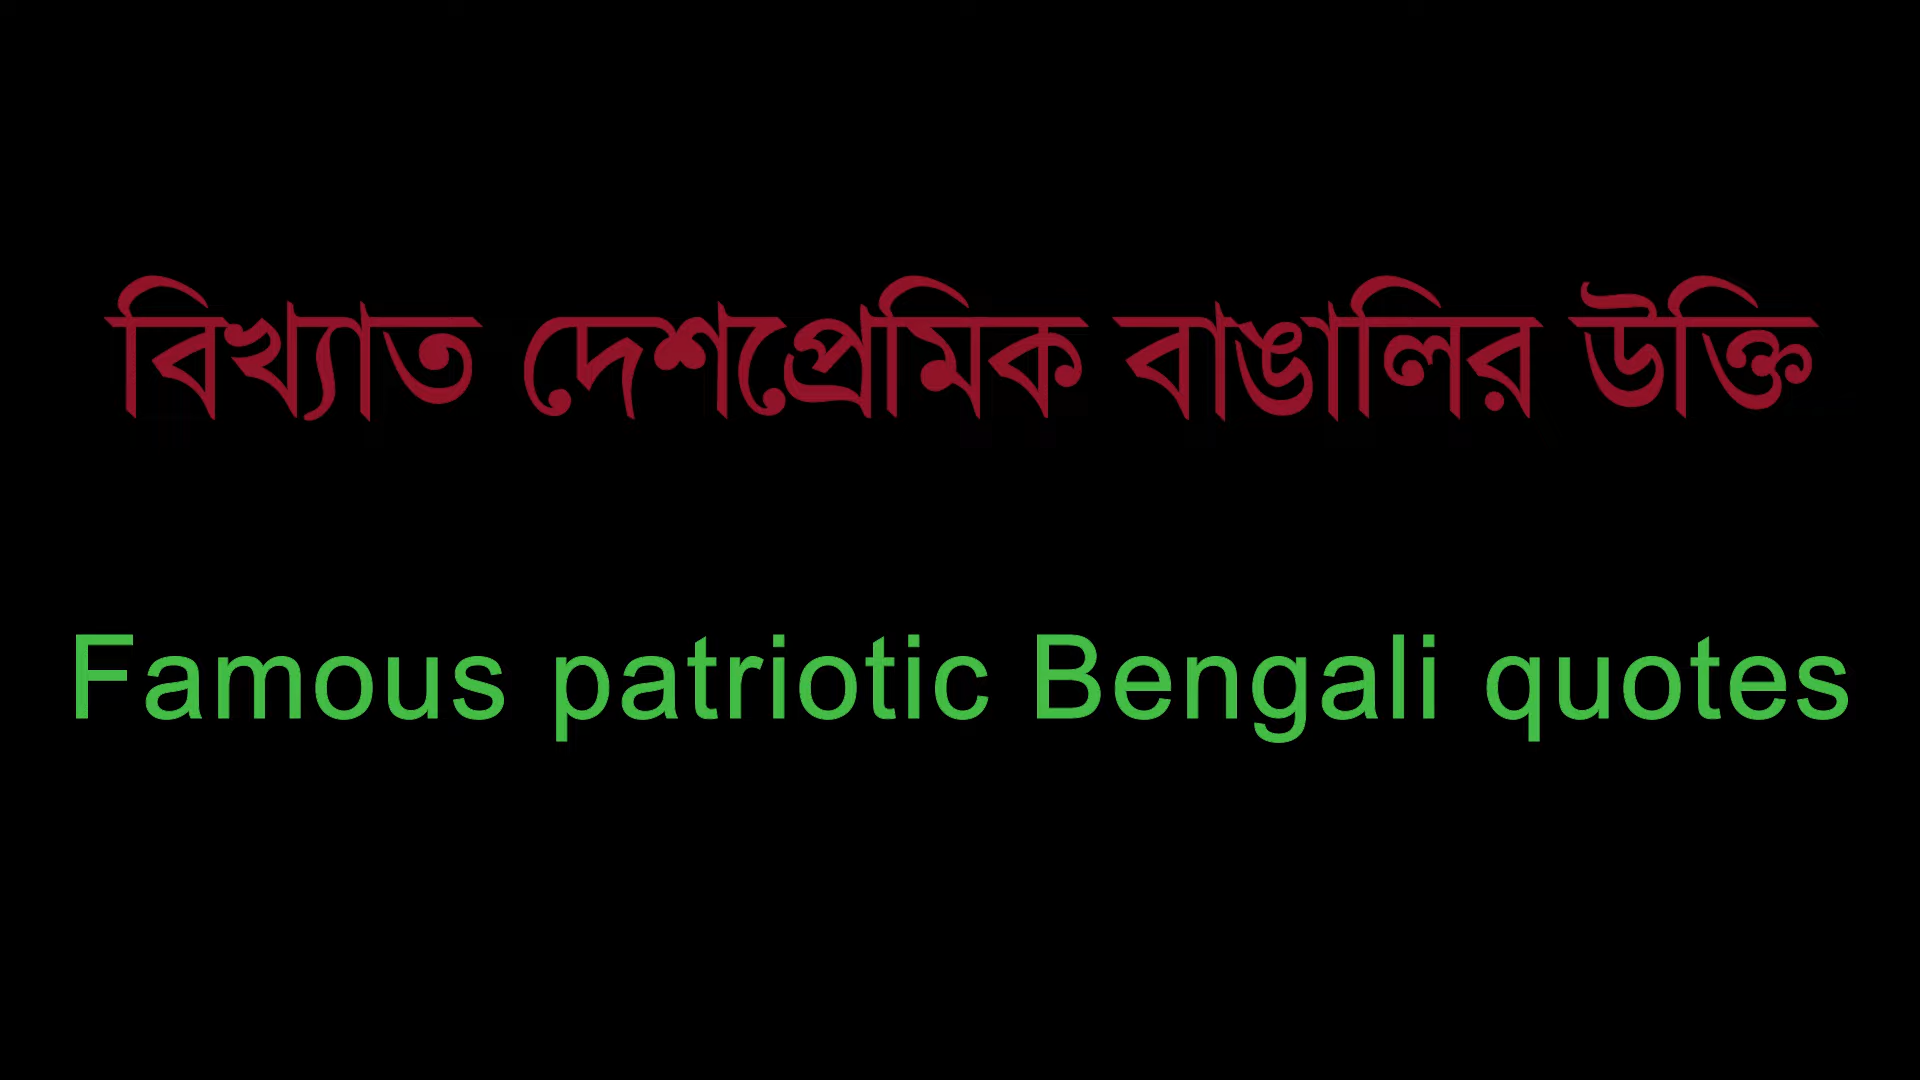 বিখ্যাত দেশপ্রেমিক বাঙালির উক্তি
Famous patriotic Bengali quotes